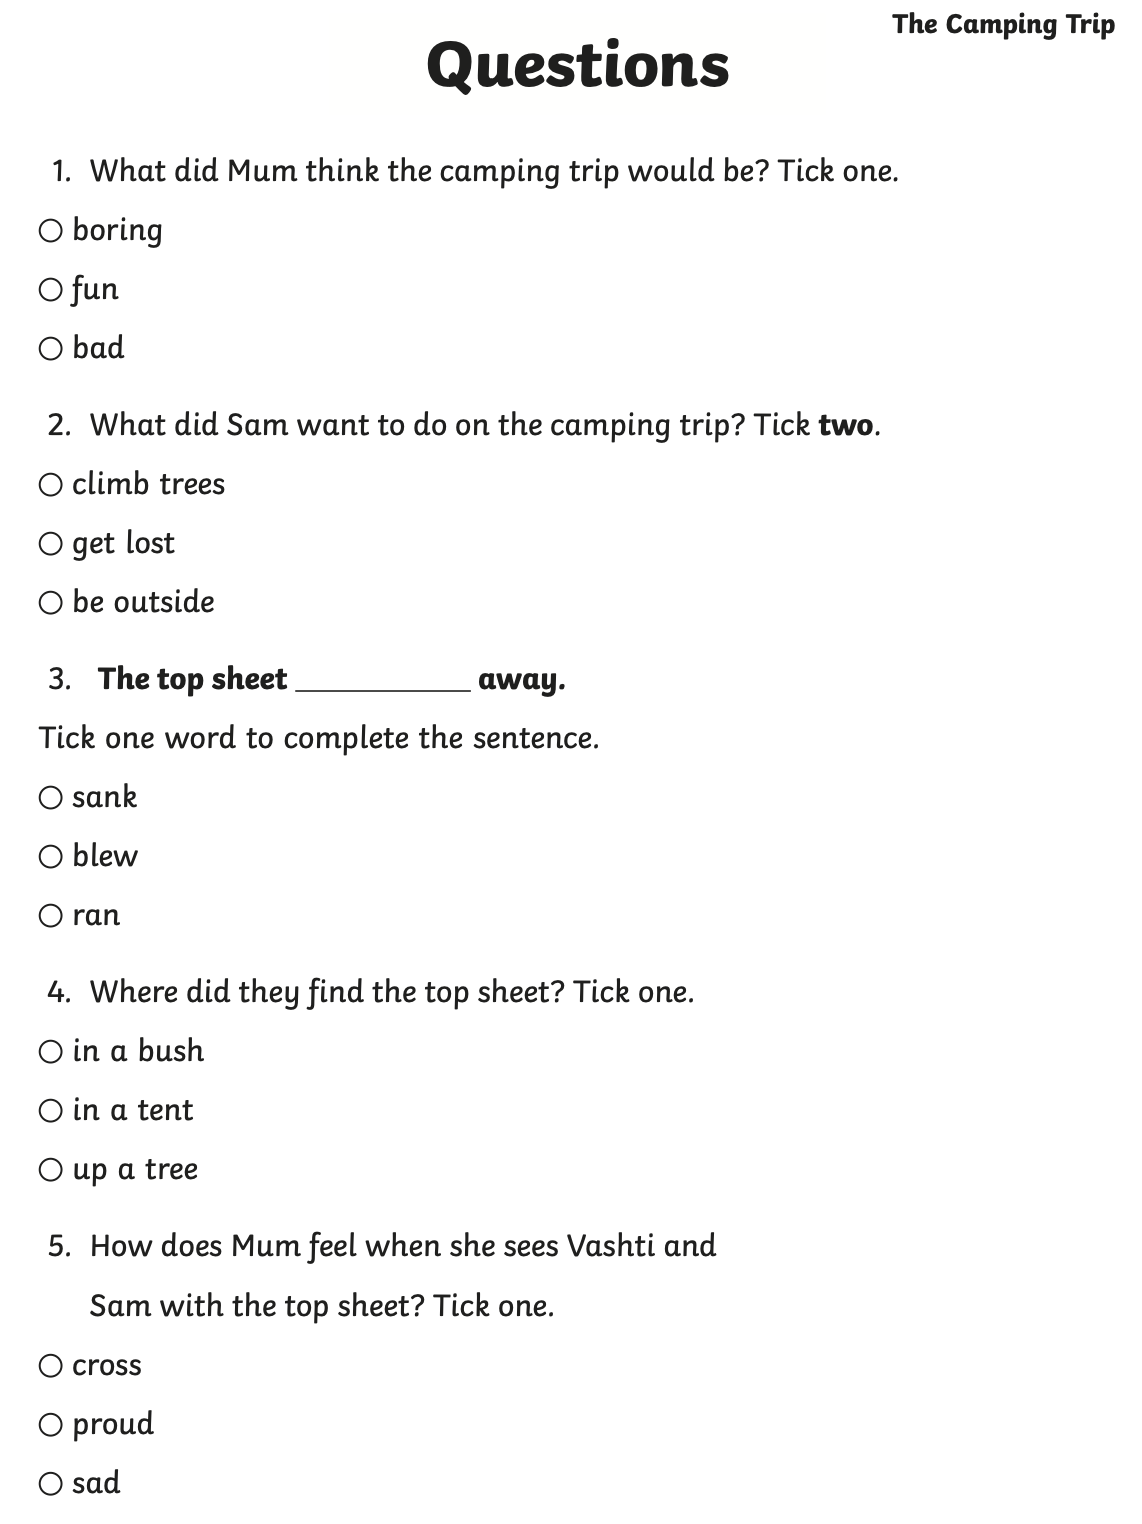 The Camping Trip
Questions
1. What did Mum think the camping trip would be? Tick one.
boring
fun
bad
2. What did Sam want to do on the camping trip? Tick two.
climb trees
get lost
be outside
3. The top sheet ___________ away.
Tick one word to complete the sentence.
sank
blew
ran
4. Where did they find the top sheet? Tick one.
in a bush
in a tent
up a tree
5. How does Mum feel when she sees Vashti and
Sam with the top sheet? Tick one.
cross
proud
sad